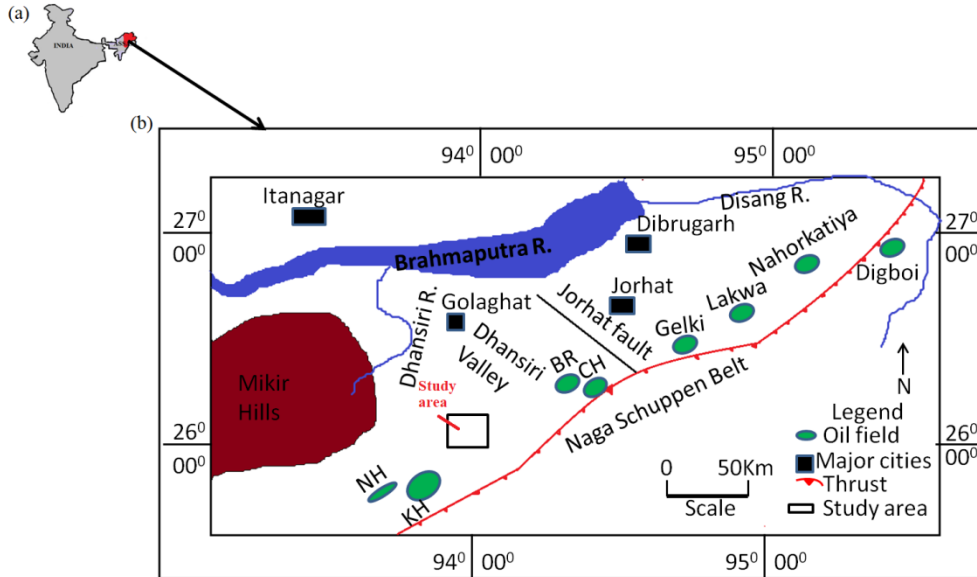 (a)
INDIA
(b)
94⁰ 00⁰
95⁰ 00⁰
Itanagar
Disang R.
27⁰
00⁰
27⁰
00⁰
Dibrugarh
Brahmaputra R.
Nahorkatiya
Digboi
Dhansiri R.
Golaghat
Jorhat
Lakwa
Jorhat fault
Gelki
Dhansiri
Valley
BR
CH
Mikir
Hills
Study
area
Naga Schuppen Belt
N
26⁰
00⁰
26⁰
00⁰
NH
KH
0 50Km
Scale
Legend
Oil field
Major cities
Thrust
Study area
94⁰ 00⁰
95⁰ 00⁰